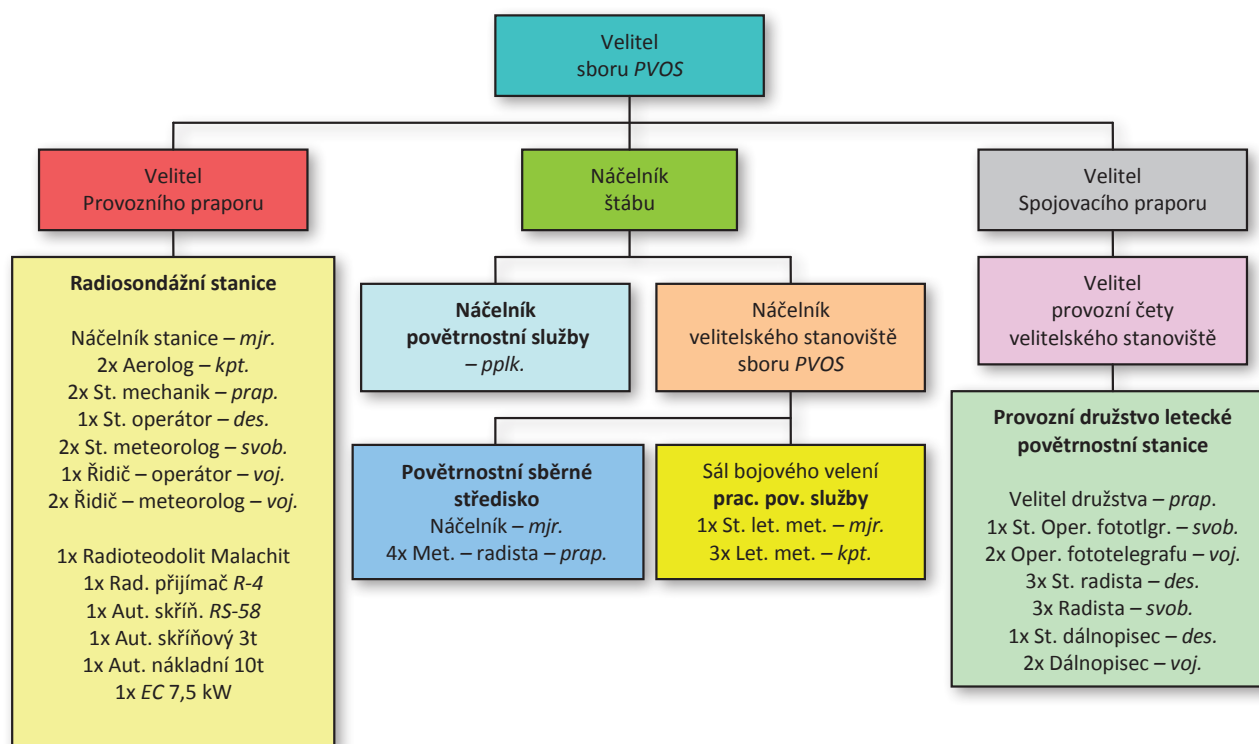 Velitel
sboru PVOS
Velitel
Provozního praporu
Náčelník
štábu
Velitel
Spojovacího praporu
Radiosondážní stanice
Náčelník stanice – mjr.
2x Aerolog – kpt.
2x St. mechanik – prap.
1x St. operátor – des.
2x St. meteorolog – svob.
1x Řidič – operátor – voj.
2x Řidič – meteorolog – voj.
1x Radioteodolit Malachit
1x Rad. přijímač R-4
1x Aut. skříň. RS-58
1x Aut. skříňový 3t
1x Aut. nákladní 10t
1x EC 7,5 kW
Náčelník
povětrnostní služby
– pplk.
Náčelník
velitelského stanoviště
sboru PVOS
Velitel
provozní čety
velitelského stanoviště
Povětrnostní sběrné
středisko
Náčelník – mjr.
4x Met. – radista – prap.
Sál bojového velení
prac. pov. služby
1x St. let. met. – mjr.
3x Let. met. – kpt.
Provozní družstvo letecké
povětrnostní stanice
Velitel družstva – prap.
1x St. Oper. fototlgr. – svob.
2x Oper. fototelegrafu – voj.
3x St. radista – des.
3x Radista – svob.
1x St. dálnopisec – des.
2x Dálnopisec – voj.